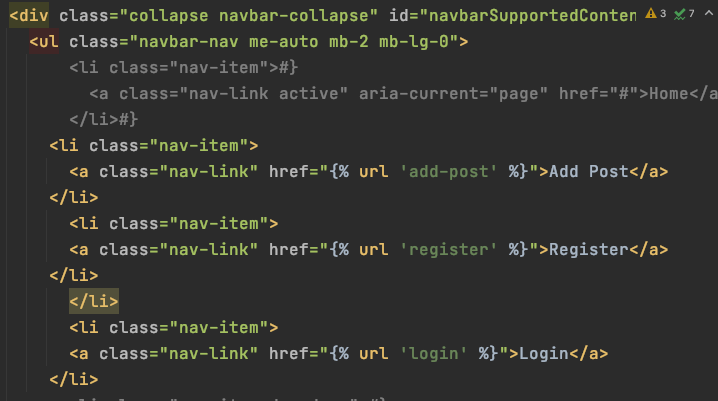 <div class="collapse navbar-collapse" id="navbarSupportedConten 3 7
<ul class="navbar-nav me-auto mb-2 mb-lg-0">
<li class="nav-item">#}
<a class="nav-link active" aria-current="page" href="#">Home</a
</li>#}
<li class="nav-item">
<a class="nav-link" href="{% url 'add-post' %}">Add Post</a>
</li>
<li class="nav-item">
<a class="nav-link" href="{% url 'register' %}">Register</a>
</li>
</li>
<li class="nav-item">
<a class="nav-link" href="{% url 'login' %}">Login</a>
</li>